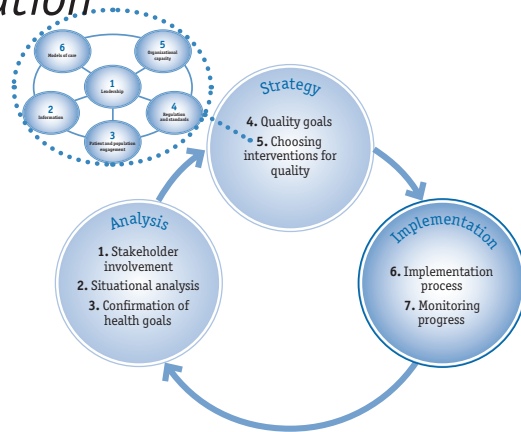 6
Models of care
5
Organizational
capacity
1
Leadership
2
Information
4
Regulation
and standards
3
Patient and population
engagement
Strategy
4. Quality goals
5. Choosing
interventions for
quality
Analysis
1. Stakeholder
involvement
2. Situational analysis
3. Confirmation of
health goals
Implementation
6. Implementation
process
7. Monitoring
progress